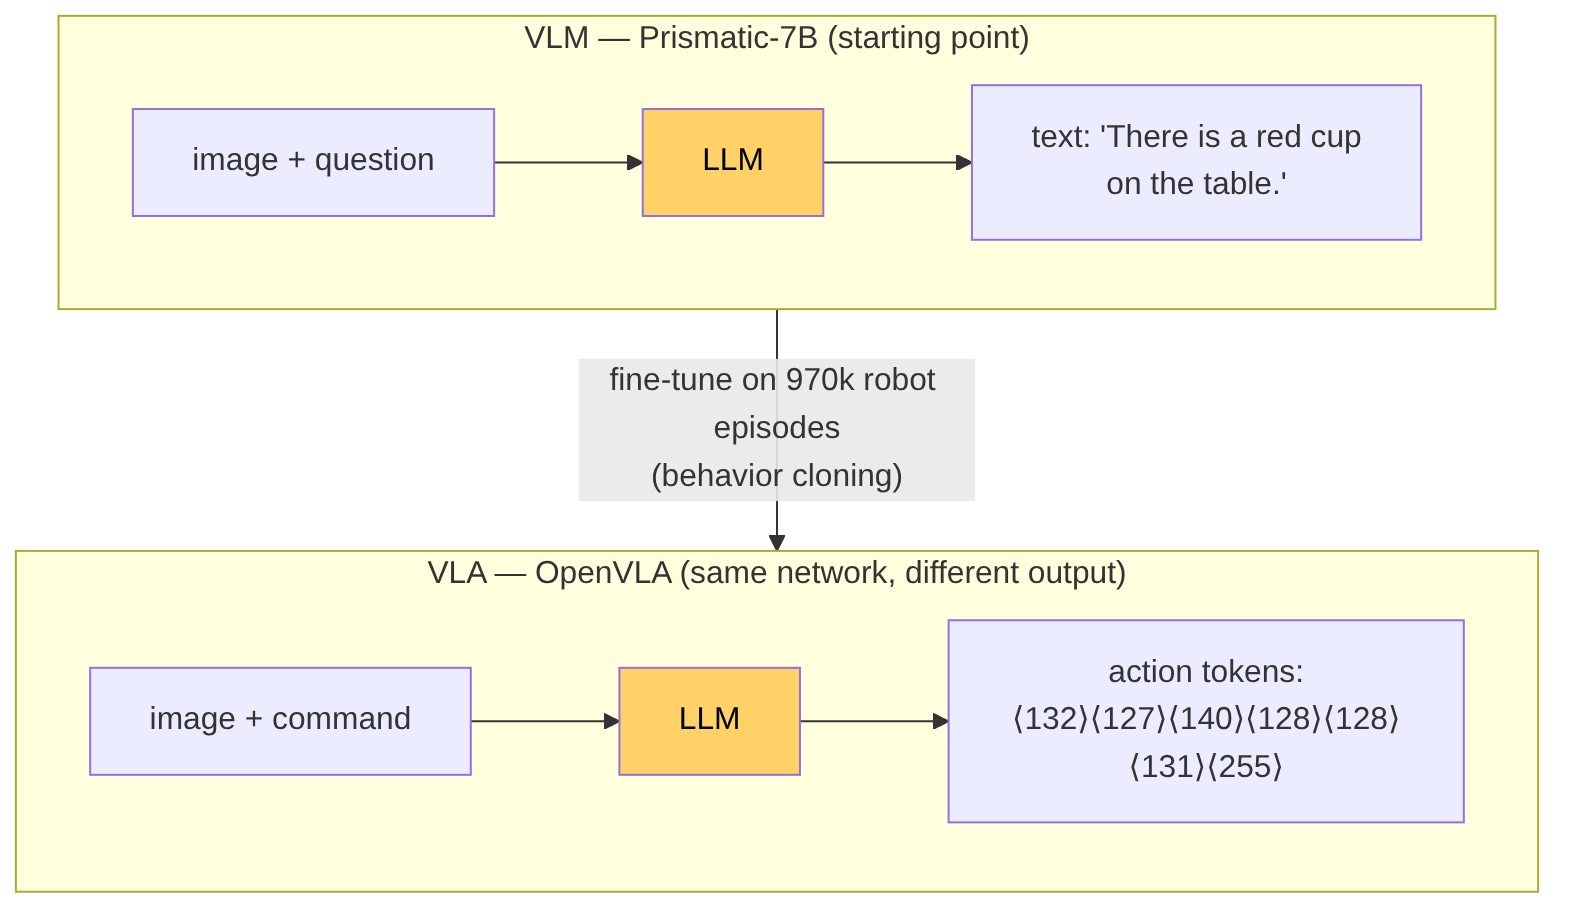 VLM — Prismatic-7B (starting point)
image + question
LLM
text: 'There is a red cup
on the table.'
fine-tune on 970k robot
episodes
(behavior cloning)
VLA — OpenVLA (same network, different output)
image + command
LLM
action tokens:
⟨132⟩⟨127⟩⟨140⟩⟨128⟩⟨128⟩
⟨131⟩⟨255⟩